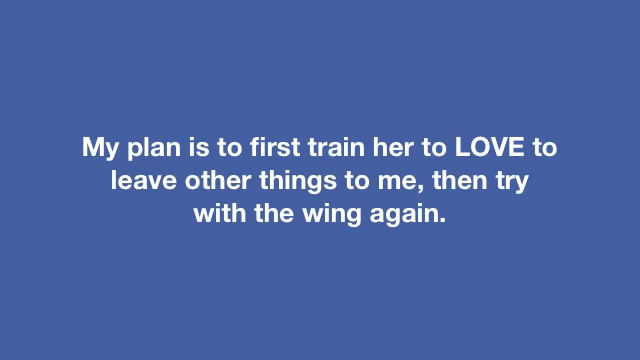 My plan is to first train her to LOVE to
leave other things to me, then try
with the wing again.